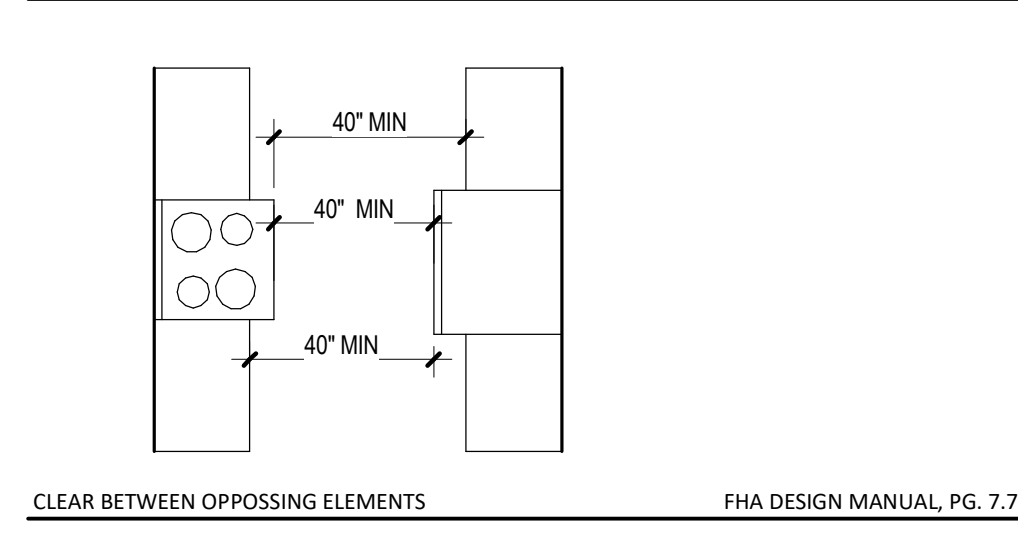 40" MIN
40" MIN
40" MIN
CLEAR BETWEEN OPPOSSING ELEMENTS FHA DESIGN MANUAL, PG. 7.7